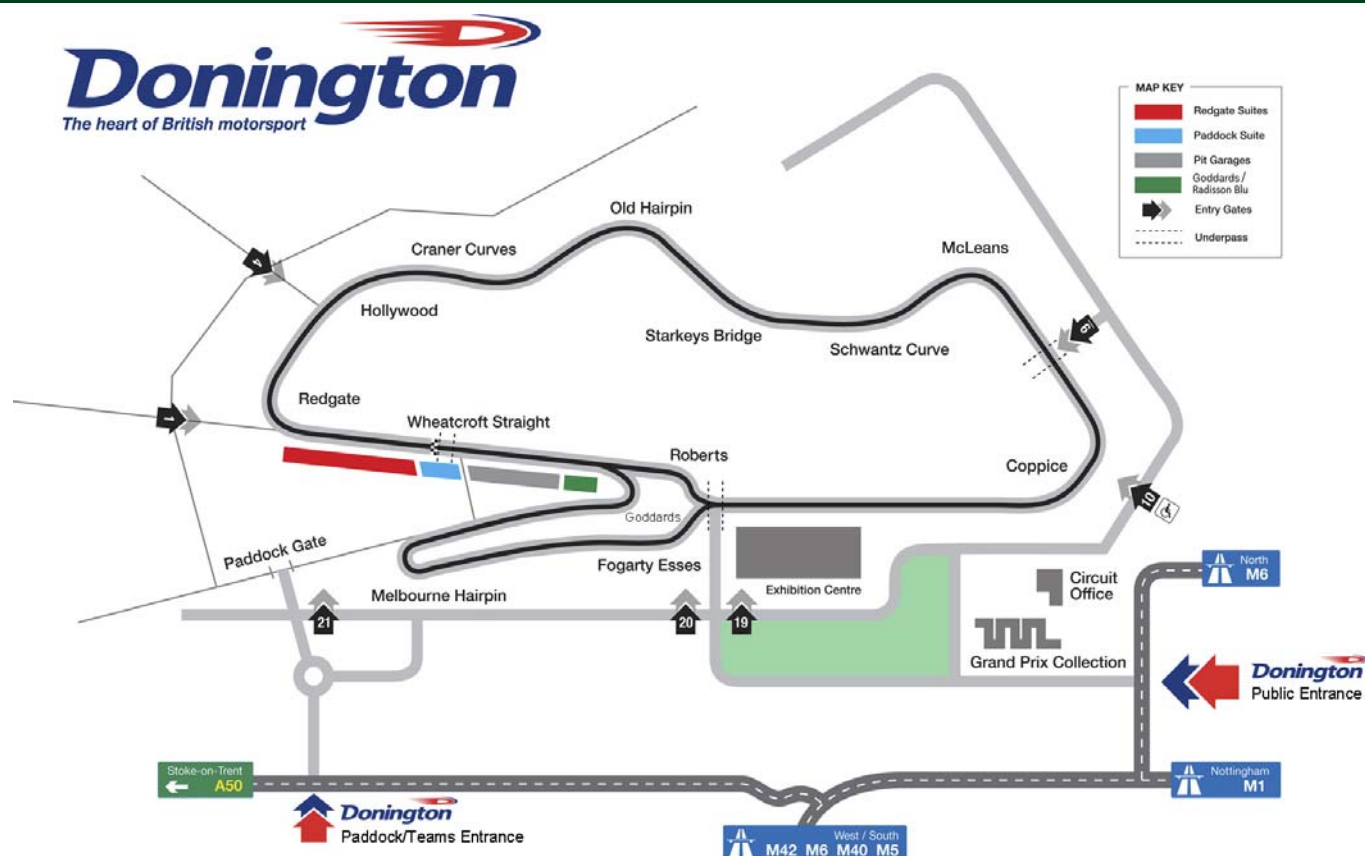 Donington
The heart of British motorsport
MAP KEY
Redgate Suites
Paddock Suite
Pit Garages
Goddards /
Radisson Blu
Entry Gates
Underpass
Old Hairpin
Craner Curves
McLeans
4
Hollywood
6
Starkeys Bridge
Schwantz Curve
Redgate
1
Wheatcroft Straight
Roberts
Coppice
10
Goddards
Paddock Gate
Fogarty Esses
Melbourne Hairpin
Exhibition Centre
21
20
19
Circuit
Office
Grand Prix Collection
North
M6
Donington
Public Entrance
Stoke-on-Trent
A50
Nottingham
M1
Donington
Paddock/Teams Entrance
West / South
M42 M6 M40 M5